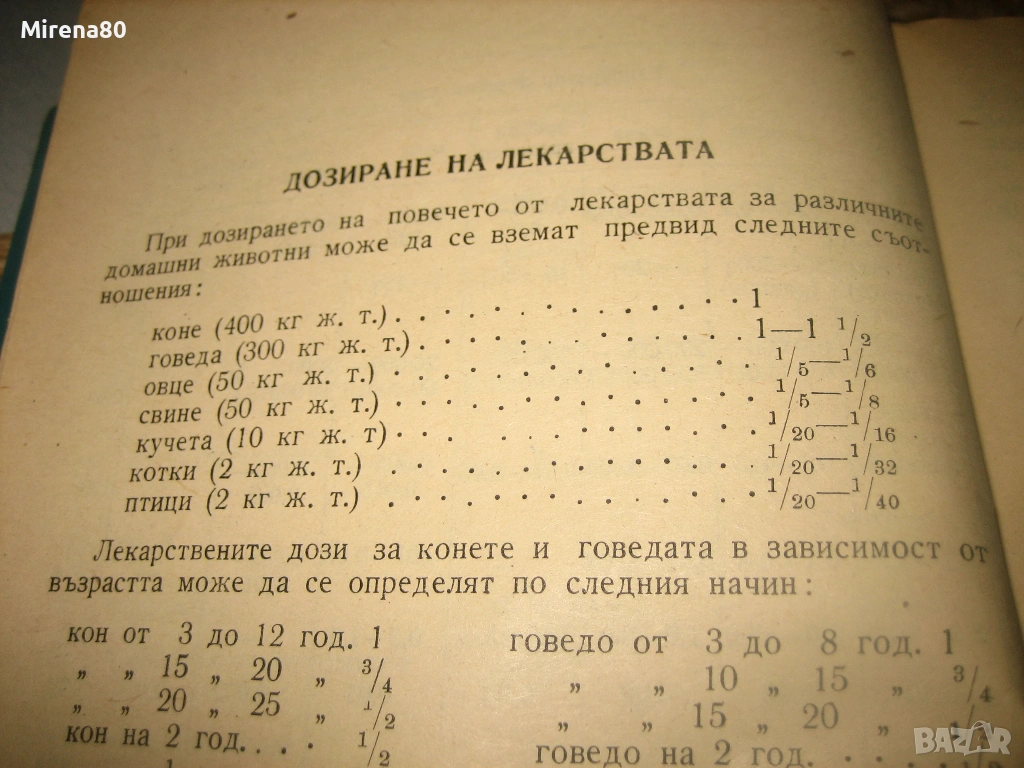 Mirena80
ДОЗИРАНЕ НА ЛЕКАРСТВАТА
При дозирането на повечето от лекарствата за различните
домашни животни може да се вземат предвид следните съот-
ношения:
коне (400 кг ж. т.) . . . . . . . . . . . . 1
говеда (300 кг ж. т.) . . . . . . . . . . . 1—1 1/2
овце (50 кг ж. т.) . . . . . . . . . . . . 1/5—1/6
свине (50 кг ж. т.) . . . . . . . . . . . . 1/5—1/8
кучета (10 кг ж. т) . . . . . . . . . . . 1/20—1/16
котки (2 кг ж. т.) . . . . . . . . . . . . 1/20—1/32
птици (2 кг ж. т.) . . . . . . . . . . . . 1/20—1/40
Лекарствените дози за конете и говедата в зависимост от
възрастта може да се определят по следния начин:
кон от 3 до 12 год. 1 говедо от 3 до 8 год. 1
„ „ 15 „ 20 „ 3/4 „ „ 10 „ 15 „ 3/4
„ „ 20 „ 25 „ 1/2 „ „ 15 „ 20 „
кон на 2 год. . . . 1/2 говедо на 2 год. . . . .
BAZAR